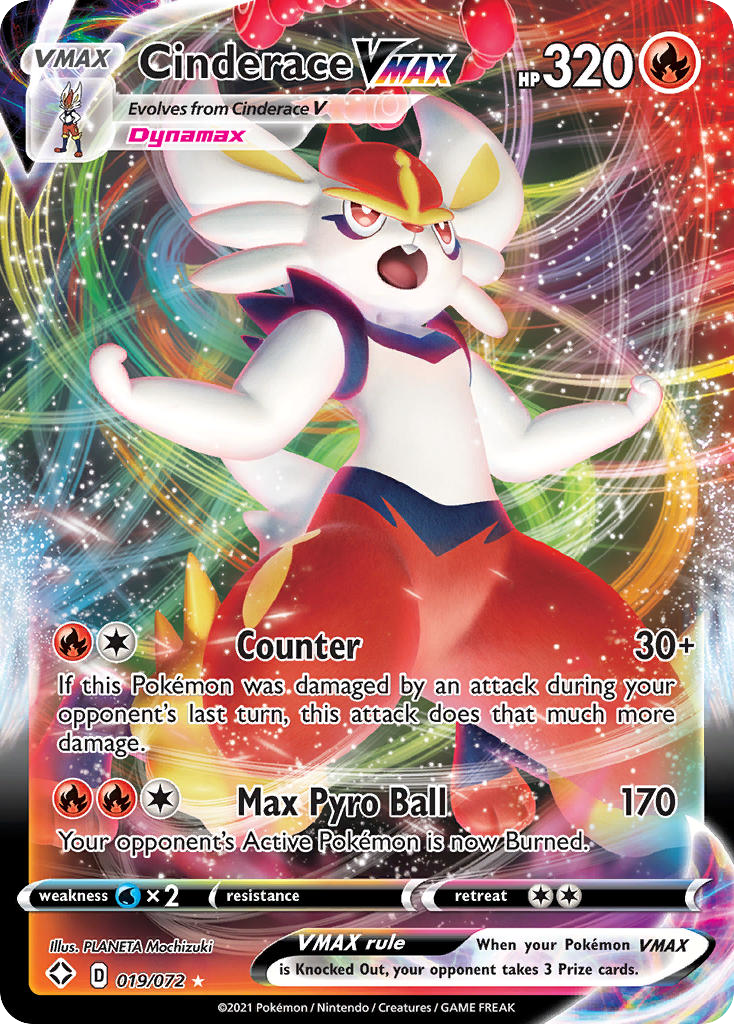 VMAX Cinderace VMAX HP 320
Evolves from Cinderace V
Dynamax
Counter 30+
If this Pokémon was damaged by an attack during your
opponent's last turn, this attack does that much more
damage.
Max Pyro Ball 170
Your opponent's Active Pokémon is now Burned.
weakness ×2 resistance retreat
Illus. PLANETA Mochizuki
VMAX rule When your Pokémon VMAX
is Knocked Out, your opponent takes 3 Prize cards.
D 019/072 ★
©2021 Pokémon / Nintendo / Creatures / GAME FREAK